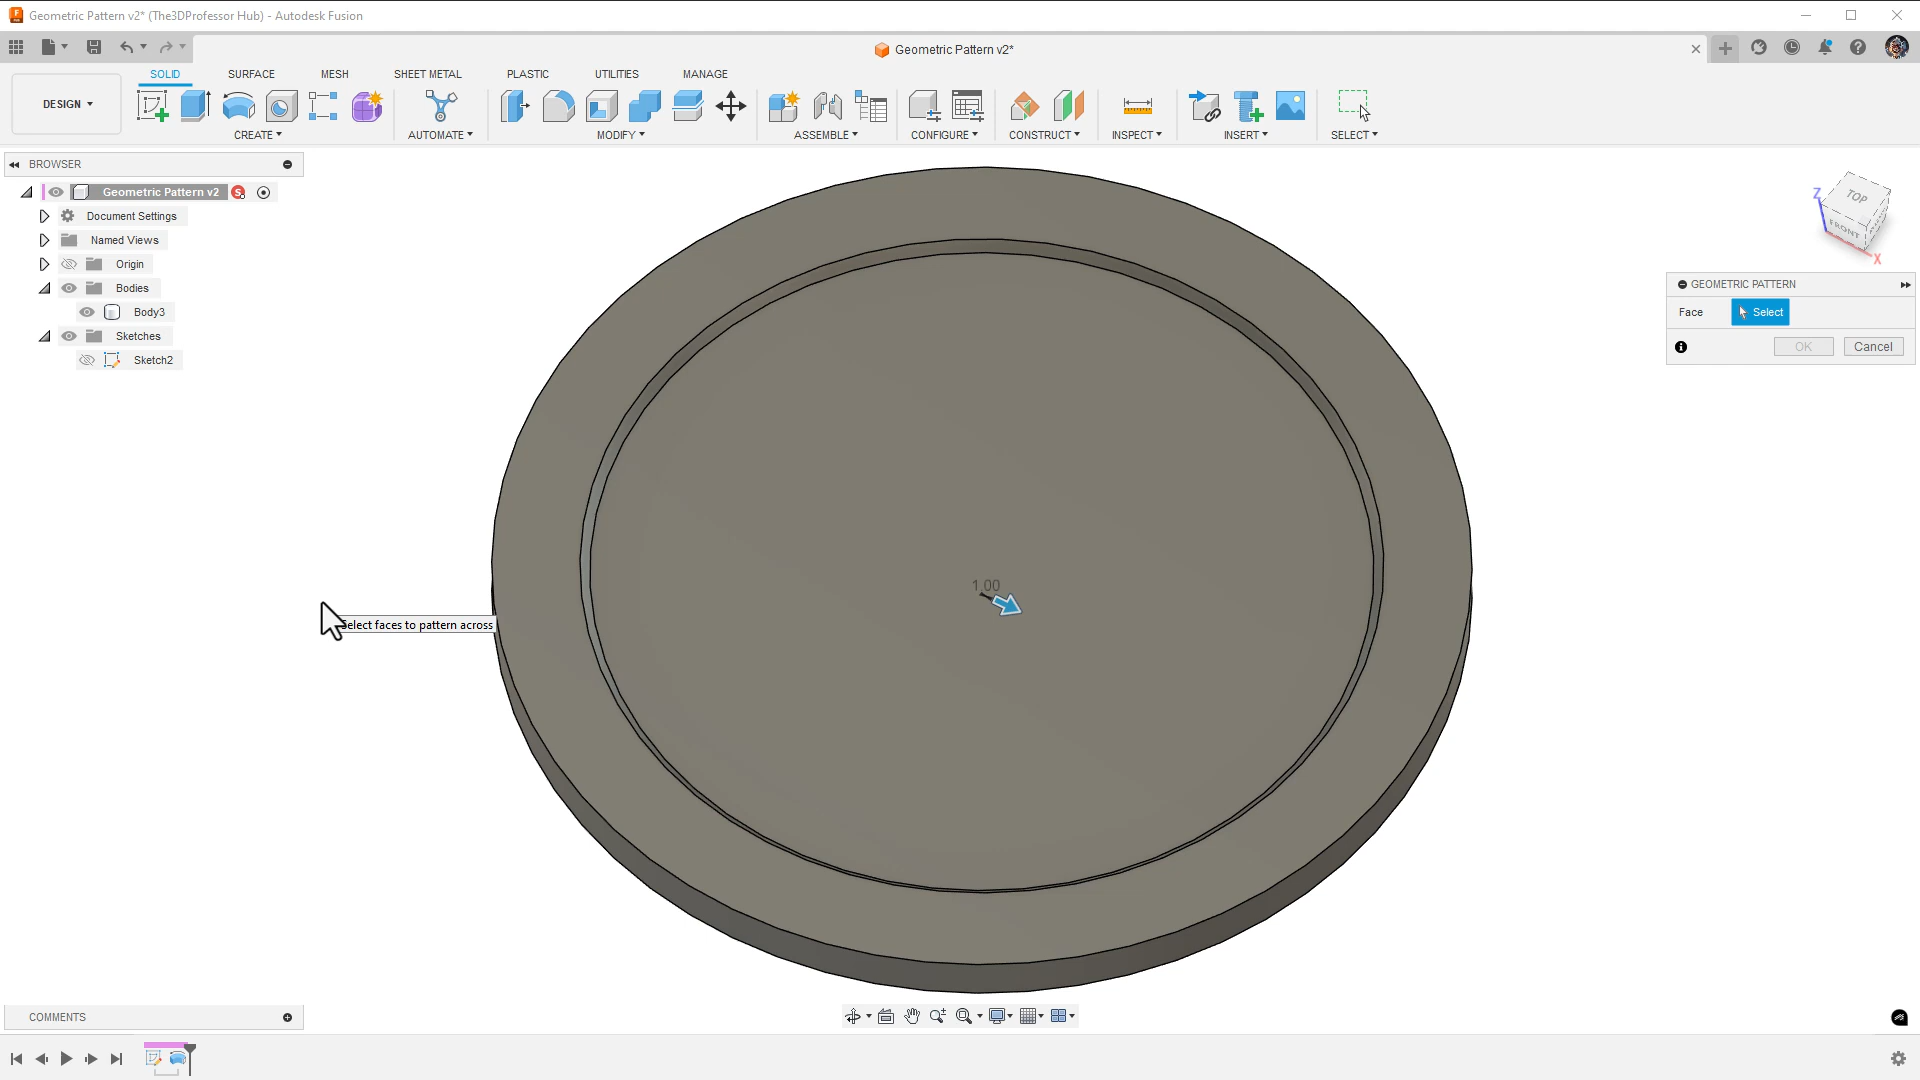 Geometric Pattern v2* (The3DProfessor Hub) - Autodesk Fusion
Geometric Pattern v2*
SOLID SURFACE MESH SHEET METAL PLASTIC UTILITIES MANAGE
DESIGN
CREATE AUTOMATE MODIFY ASSEMBLE CONFIGURE CONSTRUCT INSPECT INSERT SELECT
BROWSER
Geometric Pattern v2 S
Document Settings
Named Views
Origin
Bodies
Body3
Sketches
Sketch2
TOP
FRONT
Z
X
GEOMETRIC PATTERN
Face Select
OK Cancel
1.00
Select faces to pattern across
COMMENTS